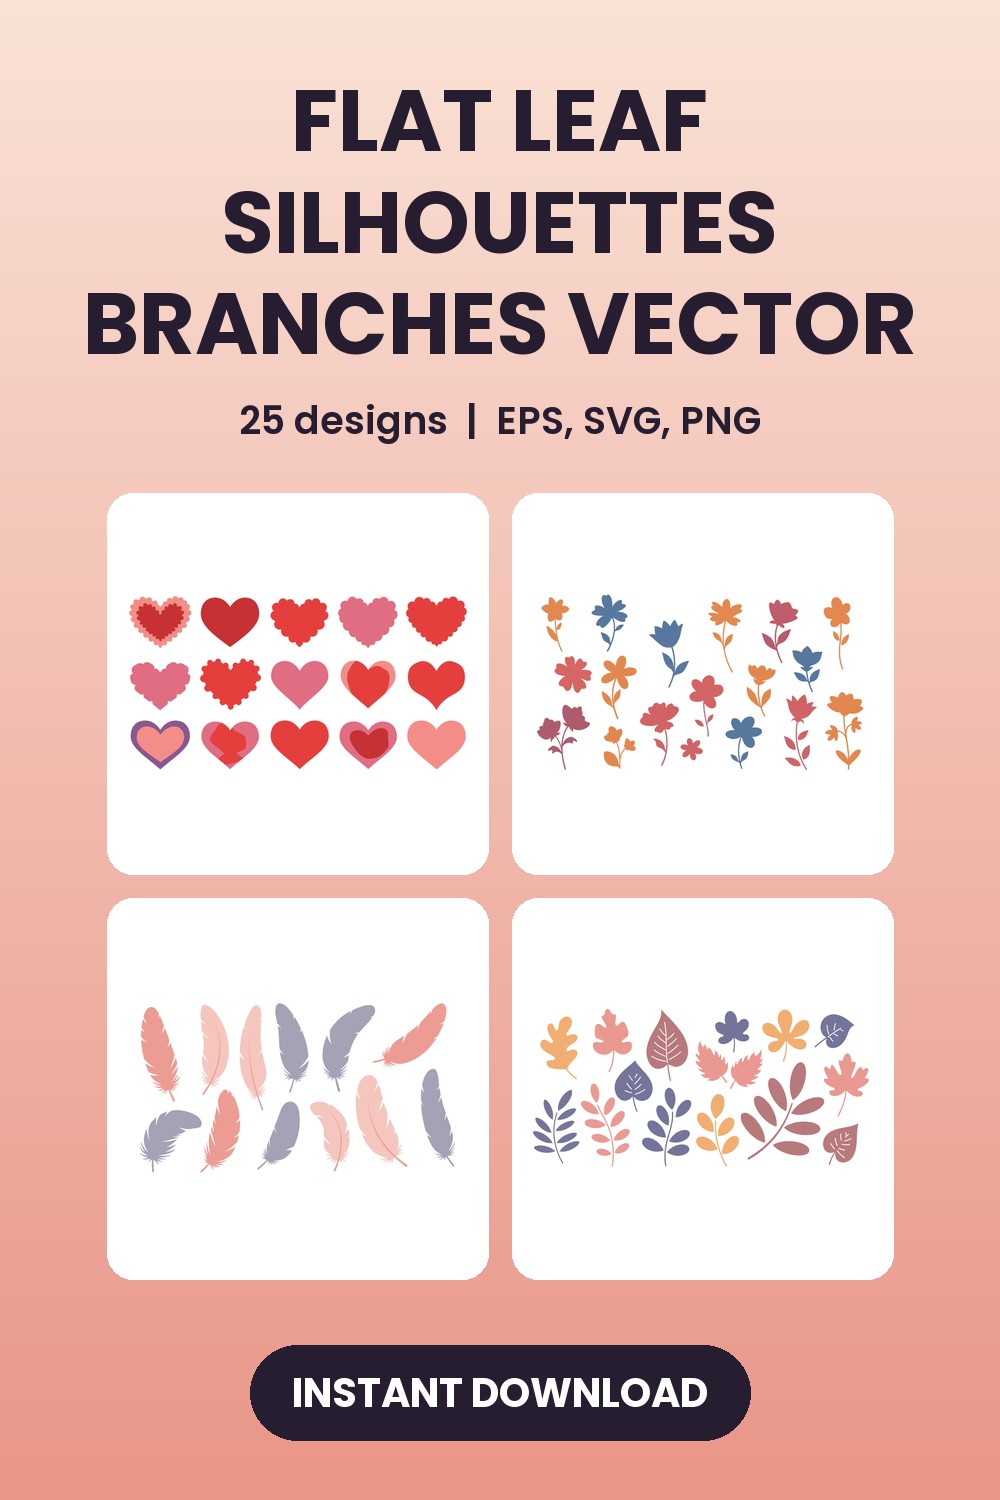 FLAT LEAF
SILHOUETTES
BRANCHES VECTOR
25 designs | EPS, SVG, PNG
INSTANT DOWNLOAD